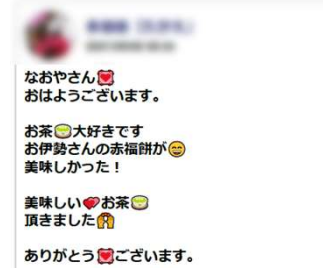 なおやさん💓
おはようございます。
お茶🍵大好きです
お伊勢さんの赤福餅が😄
美味しかった！
美味しい💕お茶🍵
頂きました🙌
ありがとう💓ございます。